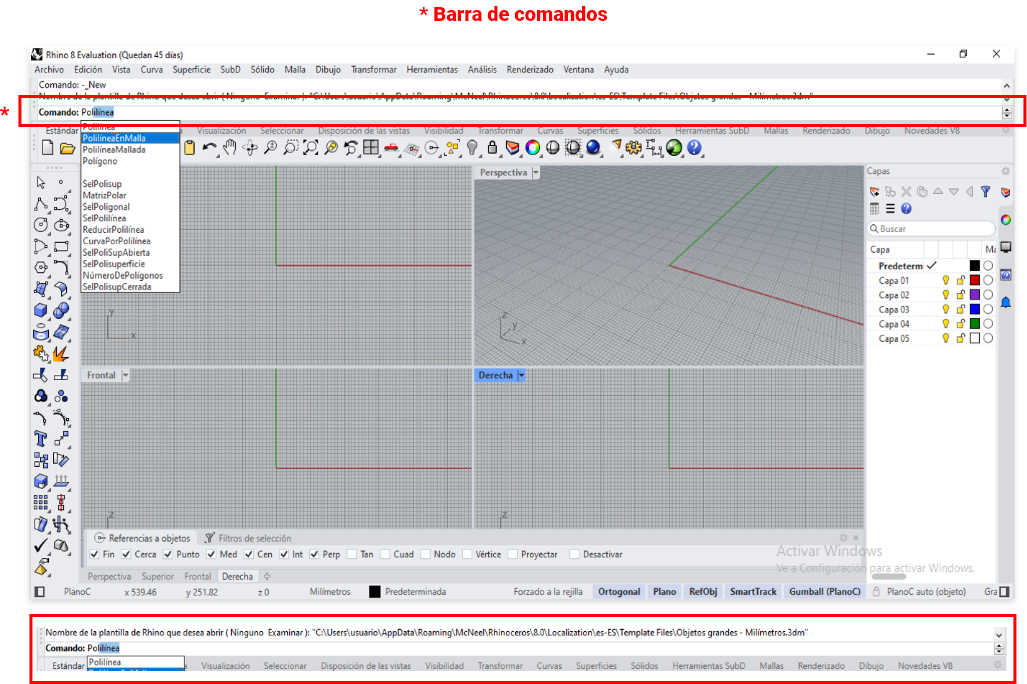 * Barra de comandos
Rhino 8 Evaluation (Quedan 45 días)
Archivo Edición Vista Curva Superficie SubD Sólido Malla Dibujo Transformar Herramientas Análisis Renderizado Ventana Ayuda
Comando: -_New
Nombre de la plantilla de Rhino que desea abrir ( Ninguno Examinar ): "C:\Users\usuario\AppData\Roaming\McNeel\Rhinoceros\8.0\Localization\es-ES\Template Files\Objetos grandes - Milímetros.3dm"
*
Comando: Polilínea
Estándar Visualización Seleccionar Disposición de las vistas Visibilidad Transformar Curvas Superficies Sólidos Herramientas SubD Mallas Renderizado Dibujo Novedades V8
Polilínea
PolilíneaEnMalla
PolilíneaMallada
Polígono
SelPolisup
MatrizPolar
SelPoligonal
SelPolilínea
ReducirPolilínea
CurvaPorPolilínea
SelPoliSupAbierta
SelPolisuperficie
NúmeroDePolígonos
SelPolisupCerrada
y
x
Perspectiva
z
y
x
Capas
Buscar
Capa Ma
Predetermi
Capa 01
Capa 02
Capa 03
Capa 04
Capa 05
Frontal
z
Derecha
z
Referencias a objetos Filtros de selección
Fin Cerca Punto Med Cen Int Perp Tan Cuad Nodo Vértice Proyectar Desactivar
Activar Windows
Ve a Configuración para activar Windows.
Perspectiva Superior Frontal Derecha
PlanoC x 539.46 y 251.82 z 0 Milímetros Predeterminada Forzado a la rejilla Ortogonal Plano RefObj SmartTrack Gumball (PlanoC) PlanoC auto (objeto) Gra
Nombre de la plantilla de Rhino que desea abrir ( Ninguno Examinar ): "C:\Users\usuario\AppData\Roaming\McNeel\Rhinoceros\8.0\Localization\es-ES\Template Files\Objetos grandes - Milímetros.3dm"
Comando: Polilínea
Polilínea
Estándar Visualización Seleccionar Disposición de las vistas Visibilidad Transformar Curvas Superficies Sólidos Herramientas SubD Mallas Renderizado Dibujo Novedades V8